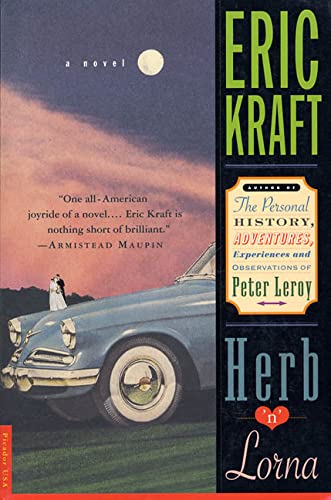 a novel
ERIC
KRAFT
"One all-American
joyride of a novel.... Eric Kraft is
nothing short of brilliant."
—ARMISTEAD MAUPIN
AUTHOR OF
The Personal
HISTORY,
ADVENTURES,
Experiences and
OBSERVATIONS OF
Peter Leroy
Herb
'n'
Lorna
Picador USA